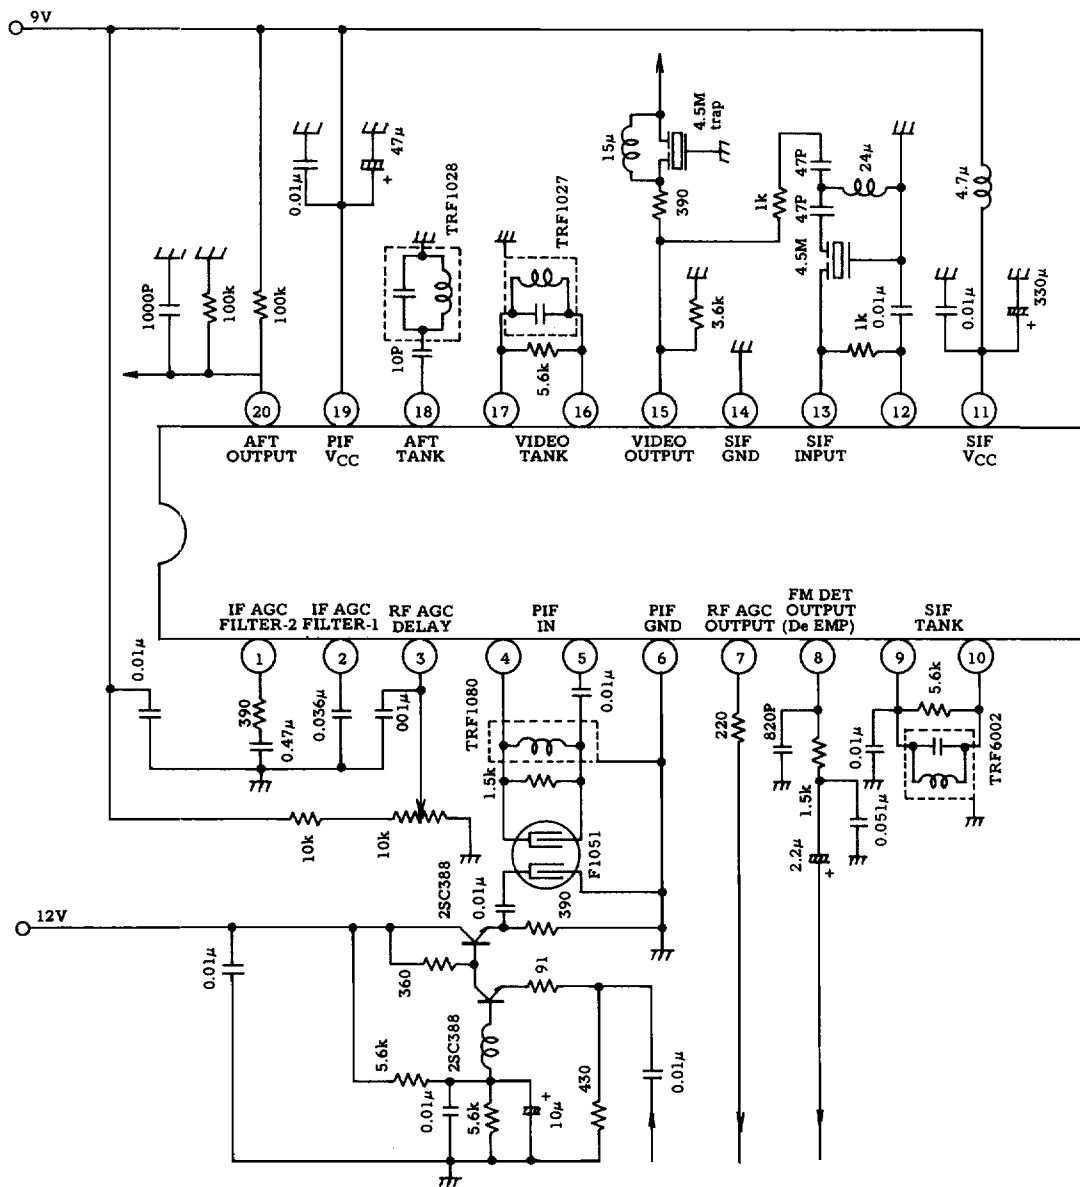 9V
15μ
4.5M
trap
47μ
0.01μ
TRF1028
TRF1027
390
1k
47P
47P
24μ
4.7μ
4.5M
1000P
100k
100k
10P
5.6k
3.6k
1k
0.01μ
0.01μ
330μ
+
+
20
19
18
17
16
15
14
13
12
11
AFT
OUTPUT
PIF
VCC
AFT
TANK
VIDEO
TANK
VIDEO
OUTPUT
SIF
GND
SIF
INPUT
SIF
VCC
IF AGC
FILTER-2
IF AGC
FILTER-1
RF AGC
DELAY
PIF
IN
PIF
GND
RF AGC
OUTPUT
FM DET
OUTPUT
(De EMP)
SIF
TANK
1
2
3
4
5
6
7
8
9
10
0.01μ
390
0.47μ
0.036μ
001μ
TRF1080
0.01μ
1.5k
220
820P
1.5k
0.01μ
5.6k
TRF6002
0.051μ
2.2μ
+
10k
10k
F1051
2SC388
0.01μ
390
12V
0.01μ
360
91
2SC388
5.6k
0.01μ
5.6k
+
10μ
430
0.01μ